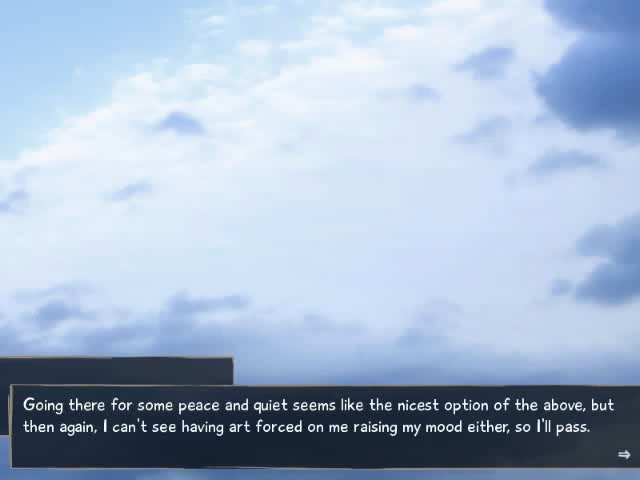 Going there for some peace and quiet seems like the nicest option of the above, but
then again, I can't see having art forced on me raising my mood either, so I'll pass.
⇒